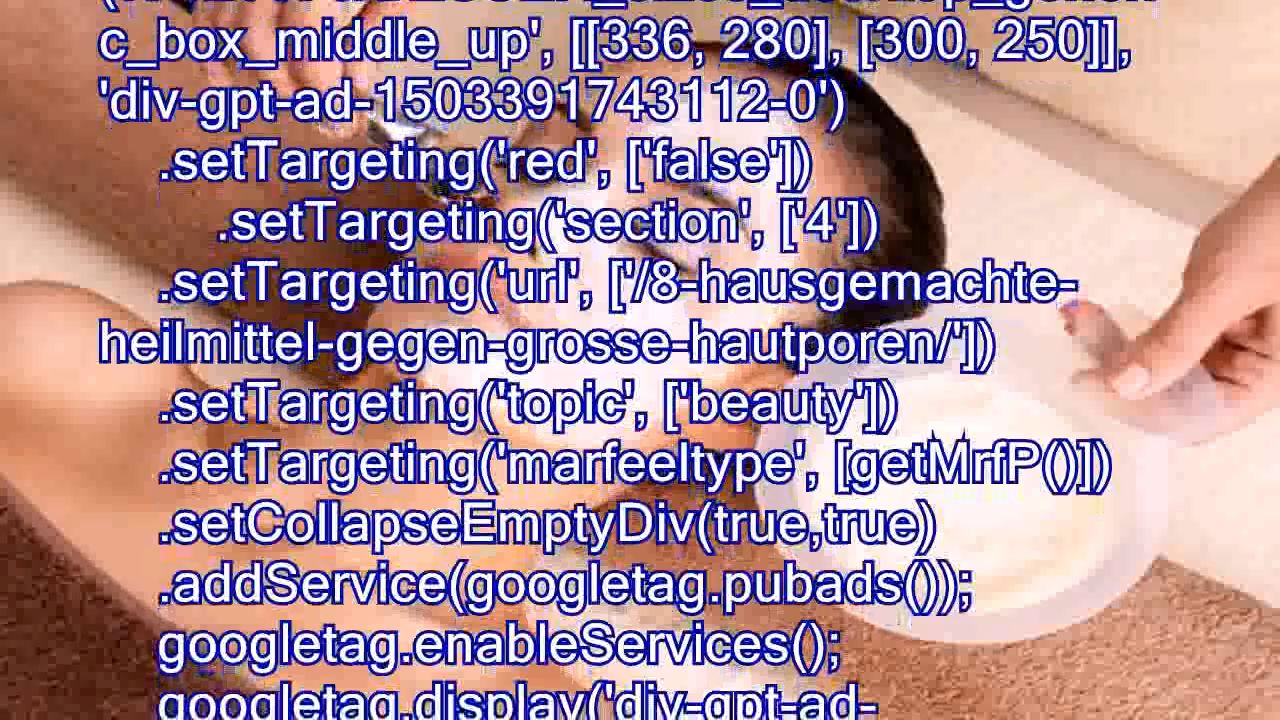 c_box_middle_up', [[336, 280], [300, 250]],
'div-gpt-ad-1503391743112-0')
.setTargeting('red', ['false'])
.setTargeting('section', ['4'])
.setTargeting('url', ['/8-hausgemachte-
heilmittel-gegen-grosse-hautporen/'])
.setTargeting('topic', ['beauty'])
.setTargeting('marfeeltype', [getMrfP()])
.setCollapseEmptyDiv(true,true)
.addService(googletag.pubads());
googletag.enableServices();
googletag.display('div-gpt-ad-